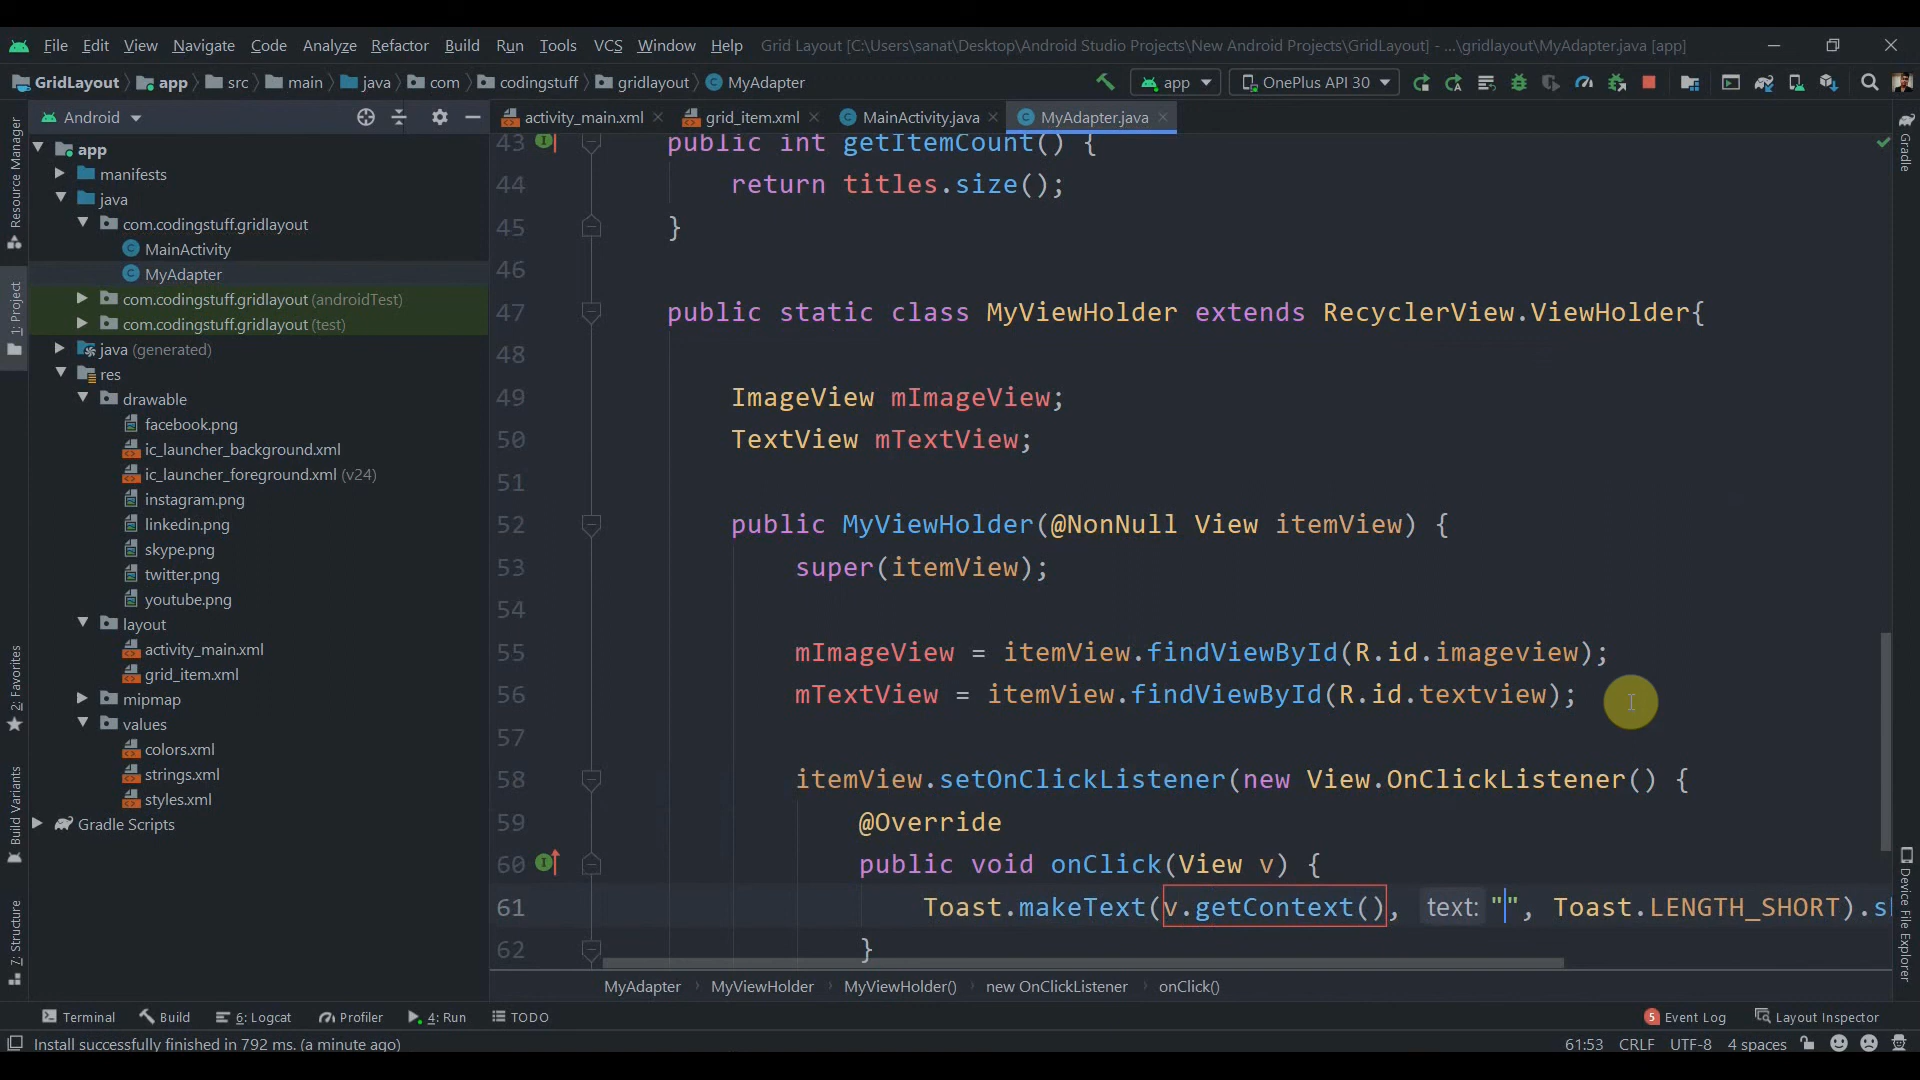 File Edit View Navigate Code Analyze Refactor Build Run Tools VCS Window Help Grid Layout [C:\Users\sanat\Desktop\Android Studio Projects\New Android Projects\GridLayout] - ...\gridlayout\MyAdapter.java [app]
GridLayout app src main java com codingstuff gridlayout MyAdapter app OnePlus API 30
Android activity_main.xml grid_item.xml MainActivity.java MyAdapter.java
app
manifests
java
com.codingstuff.gridlayout
MainActivity
MyAdapter
com.codingstuff.gridlayout (androidTest)
com.codingstuff.gridlayout (test)
java (generated)
res
drawable
facebook.png
ic_launcher_background.xml
ic_launcher_foreground.xml (v24)
instagram.png
linkedin.png
skype.png
twitter.png
youtube.png
layout
activity_main.xml
grid_item.xml
mipmap
values
colors.xml
strings.xml
styles.xml
Gradle Scripts
Resource Manager
1: Project
2: Favorites
Build Variants
7: Structure
43 public int getItemCount() {
44 return titles.size();
45 }
46
47 public static class MyViewHolder extends RecyclerView.ViewHolder{
48
49 ImageView mImageView;
50 TextView mTextView;
51
52 public MyViewHolder(@NonNull View itemView) {
53 super(itemView);
54
55 mImageView = itemView.findViewById(R.id.imageview);
56 mTextView = itemView.findViewById(R.id.textview);
57
58 itemView.setOnClickListener(new View.OnClickListener() {
59 @Override
60 public void onClick(View v) {
61 Toast.makeText(v.getContext(), text: "", Toast.LENGTH_SHORT).s
62 }
Gradle
Device File Explorer
MyAdapter MyViewHolder MyViewHolder() new OnClickListener onClick()
Terminal Build 6: Logcat Profiler 4: Run TODO 5 Event Log Layout Inspector
Install successfully finished in 792 ms. (a minute ago) 61:53 CRLF UTF-8 4 spaces